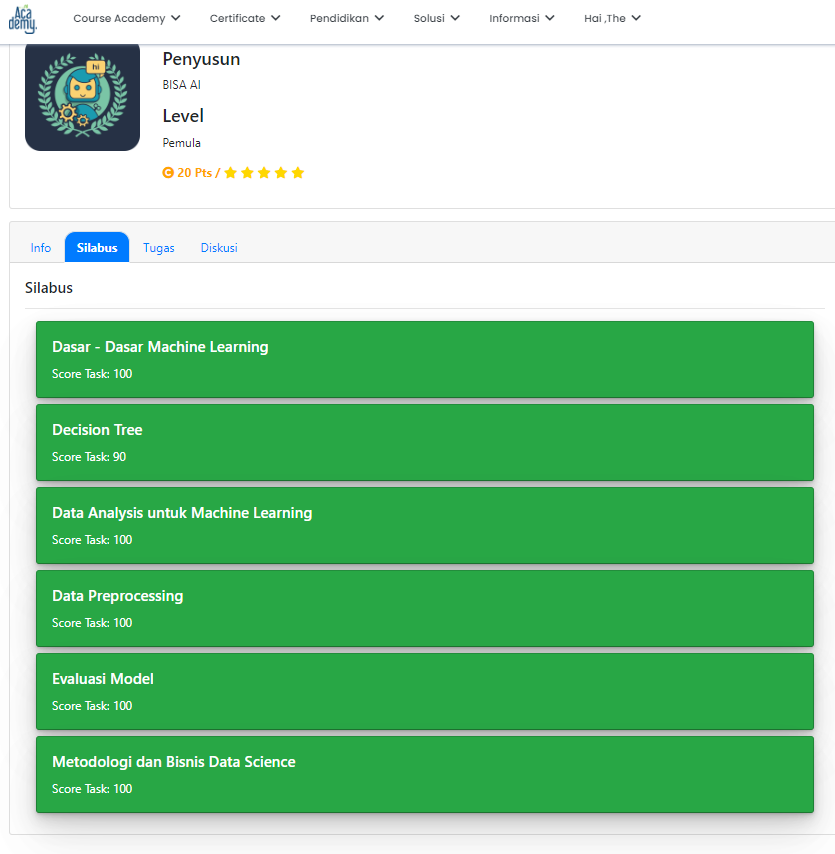 Aca
demy.
Course Academy
Certificate
Pendidikan
Solusi
Informasi
Hai ,The
hi
Penyusun
BISA AI
Level
Pemula
C 20 Pts /
Info
Silabus
Tugas
Diskusi
Silabus
Dasar - Dasar Machine Learning
Score Task: 100
Decision Tree
Score Task: 90
Data Analysis untuk Machine Learning
Score Task: 100
Data Preprocessing
Score Task: 100
Evaluasi Model
Score Task: 100
Metodologi dan Bisnis Data Science
Score Task: 100